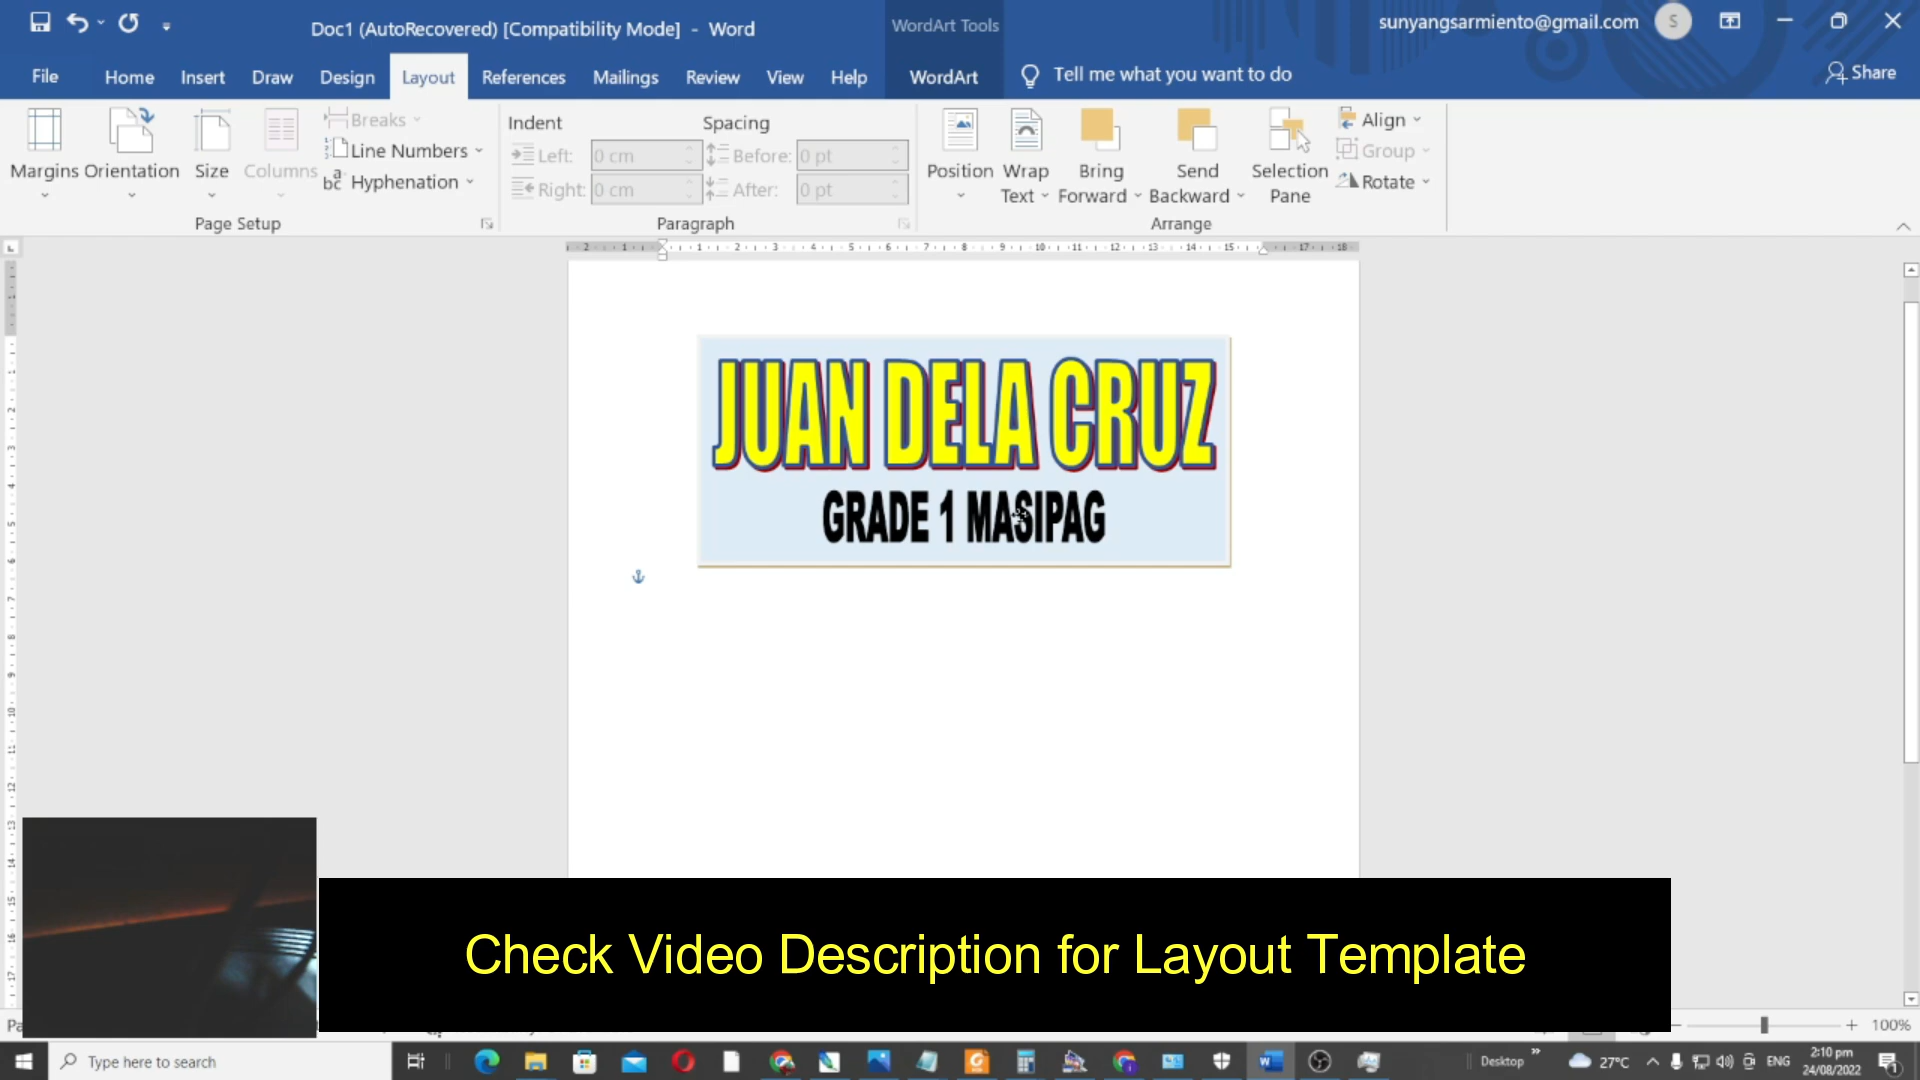 Doc1 (AutoRecovered) [Compatibility Mode] - Word
WordArt Tools
sunyangsarmiento@gmail.com
S
File
Home
Insert
Draw
Design
Layout
References
Mailings
Review
View
Help
WordArt
Tell me what you want to do
Share
Margins
Orientation
Size
Columns
Breaks
Line Numbers
Hyphenation
Page Setup
Indent
Left:
0 cm
Right:
0 cm
Spacing
Before:
0 pt
After:
0 pt
Paragraph
Position
Wrap
Text
Bring
Forward
Send
Backward
Selection
Pane
Align
Group
Rotate
Arrange
JUAN DELA CRUZ
GRADE 1 MASIPAG
Check Video Description for Layout Template
100%
Type here to search
Desktop
27°C
ENG
2:10 pm
24/08/2022